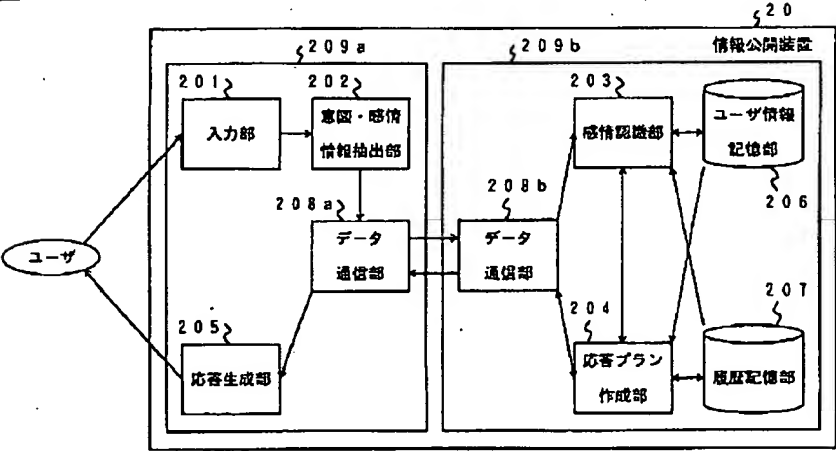 20
情報公開装置
209a
209b
201
入力部
202
意図・感情
情報抽出部
203
感情認識部
ユーザ情報
記憶部
206
208a
データ
通信部
208b
データ
通信部
ユーザ
205
応答生成部
204
応答プラン
作成部
207
履歴記憶部